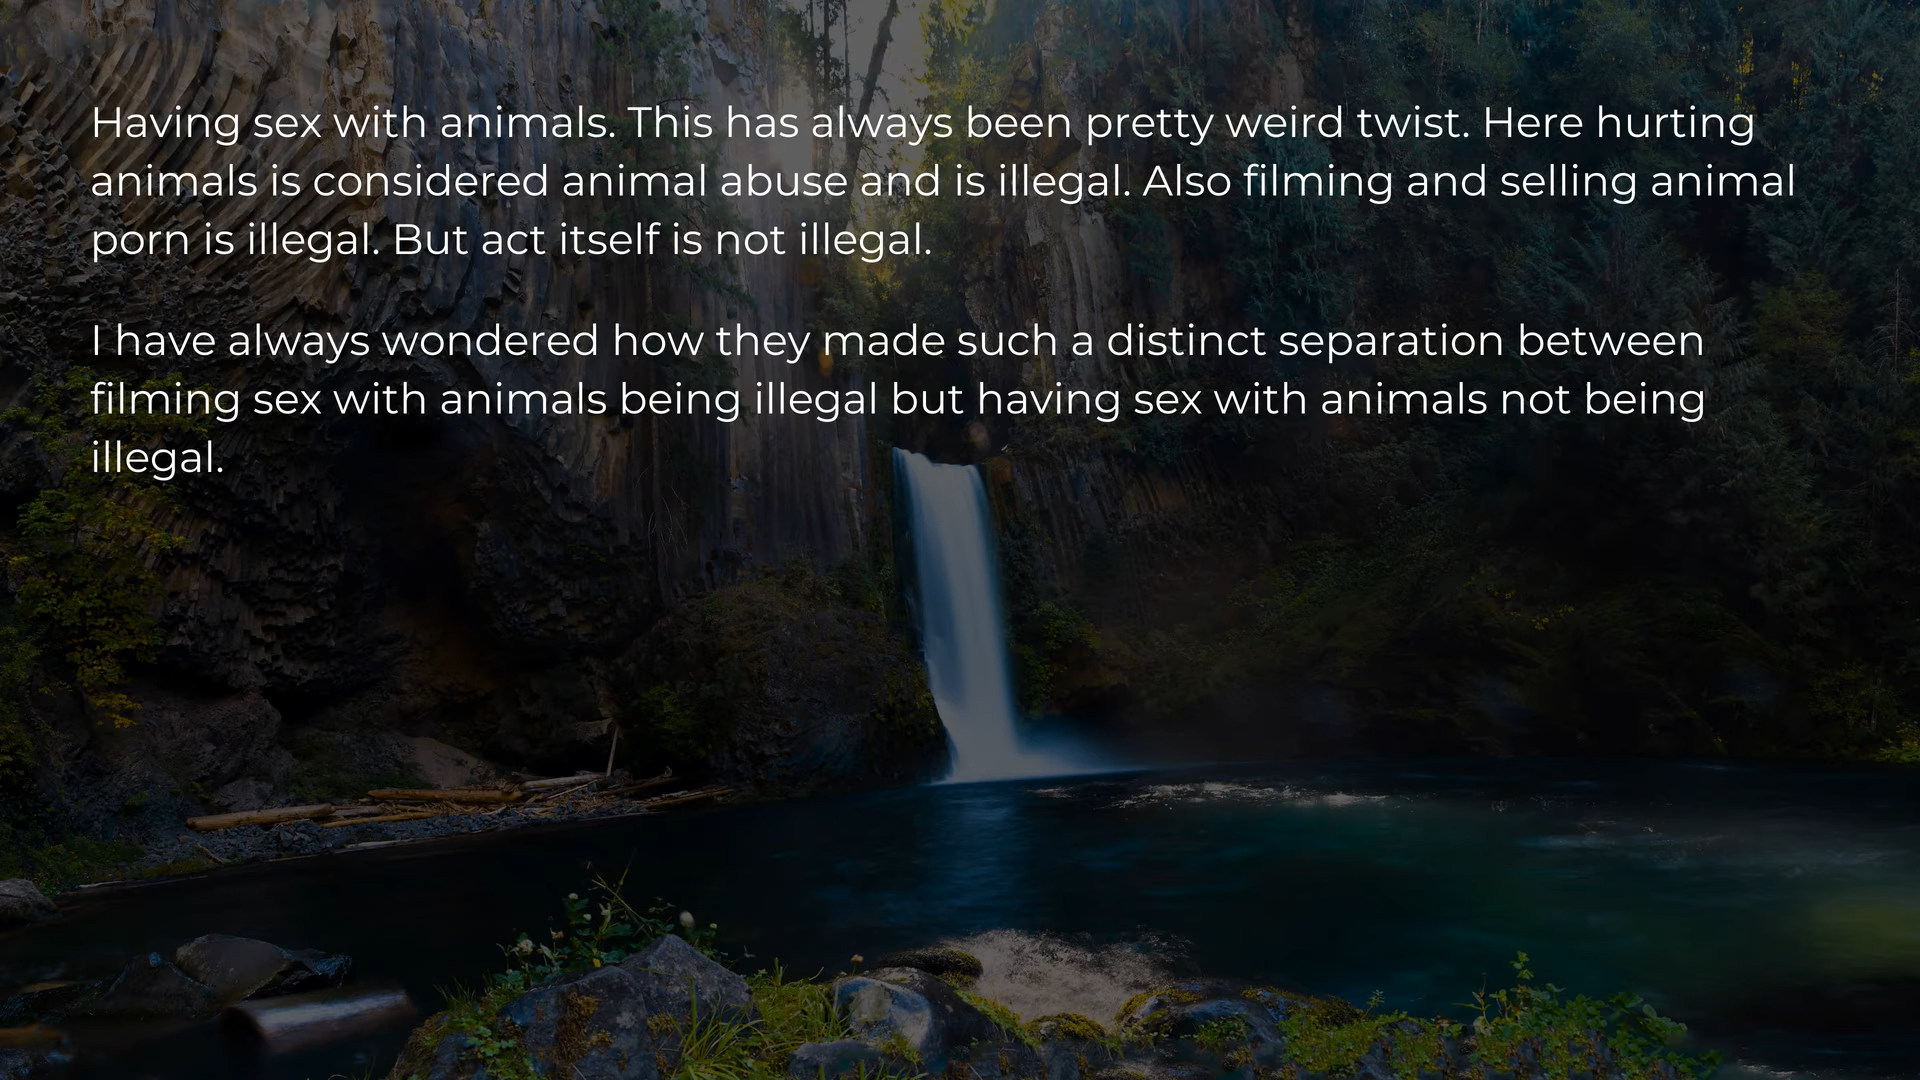 Having sex with animals. This has always been pretty weird twist. Here hurting
animals is considered animal abuse and is illegal. Also filming and selling animal
porn is illegal. But act itself is not illegal.
I have always wondered how they made such a distinct separation between
filming sex with animals being illegal but having sex with animals not being
illegal.